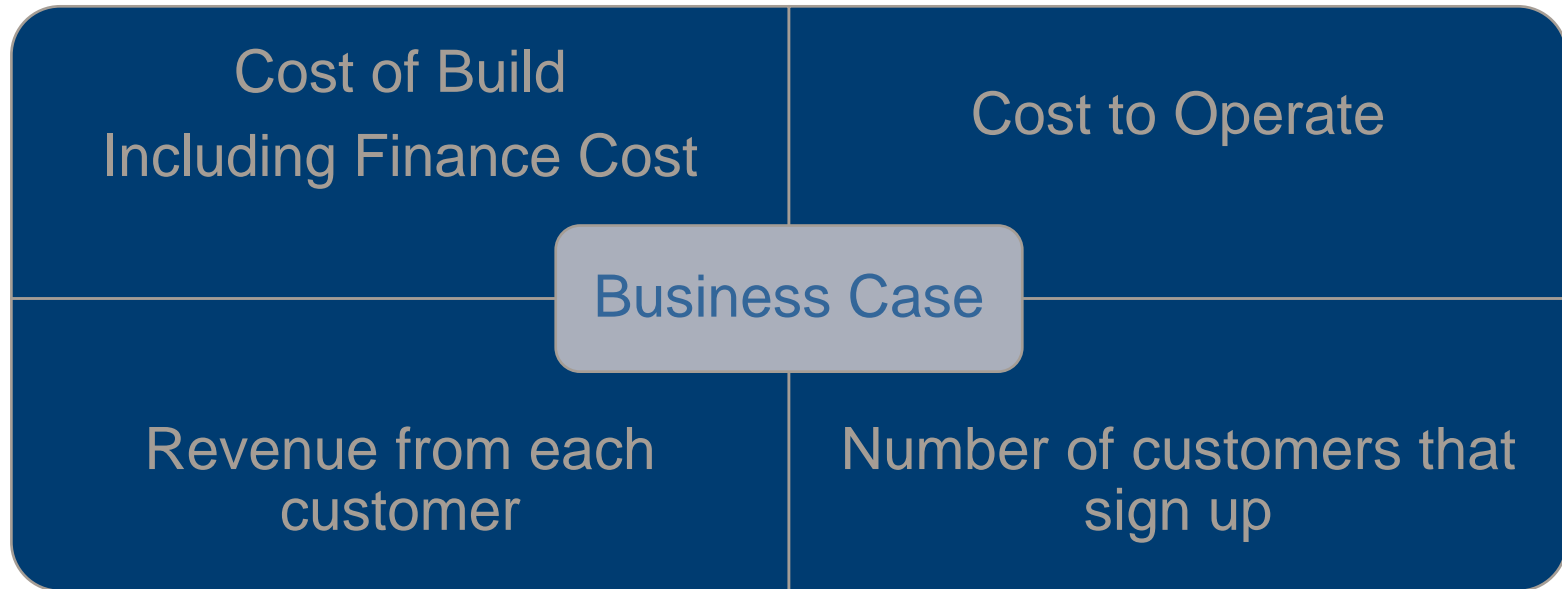 Cost of Build
Including Finance Cost
Cost to Operate
Business Case
Revenue from each
customer
Number of customers that
sign up